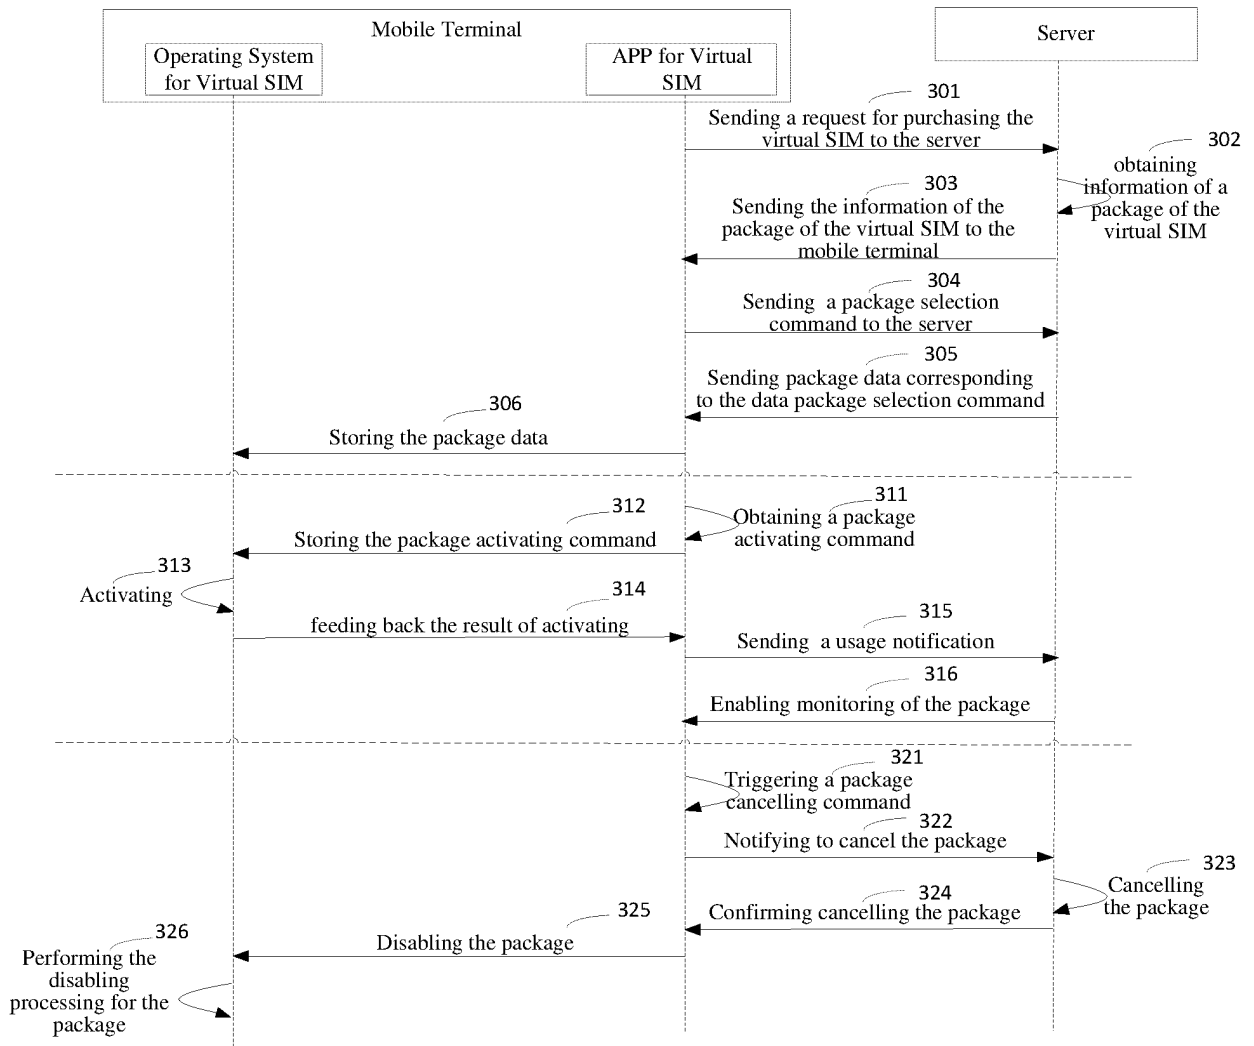 Mobile Terminal
Operating System
for Virtual SIM
APP for Virtual
SIM
Server
301
Sending a request for purchasing the
virtual SIM to the server
302
obtaining
information of a
package of the
virtual SIM
303
Sending the information of the
package of the virtual SIM to the
mobile terminal
304
Sending a package selection
command to the server
305
Sending package data corresponding
to the data package selection command
306
Storing the package data
311
Obtaining a package
activating command
312
Storing the package activating command
313
Activating
314
feeding back the result of activating
315
Sending a usage notification
316
Enabling monitoring of the package
321
Triggering a package
cancelling command
322
Notifying to cancel the package
323
Cancelling
the package
324
Confirming cancelling the package
325
Disabling the package
326
Performing the
disabling
processing for the
package